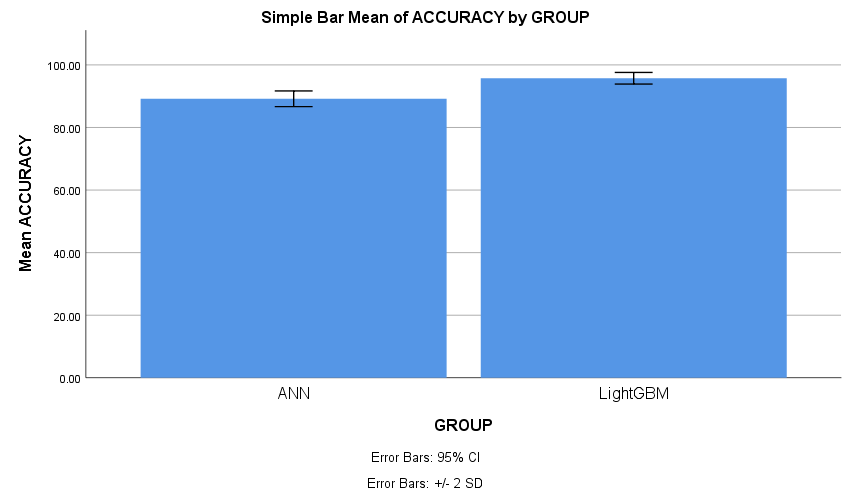 Simple Bar Mean of ACCURACY by GROUP
Mean ACCURACY
100.00
80.00
60.00
40.00
20.00
0.00
ANN
LightGBM
GROUP
Error Bars: 95% CI
Error Bars: +/- 2 SD